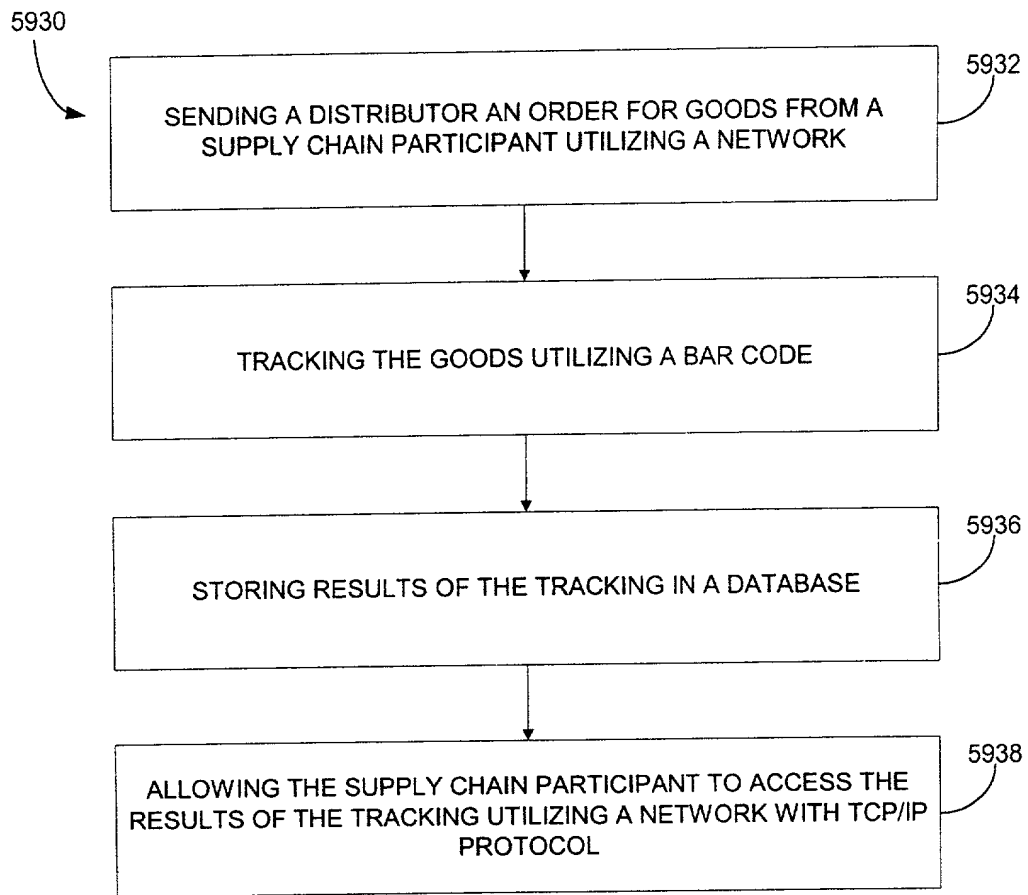 5930
5932
SENDING A DISTRIBUTOR AN ORDER FOR GOODS FROM A
SUPPLY CHAIN PARTICIPANT UTILIZING A NETWORK
5934
TRACKING THE GOODS UTILIZING A BAR CODE
5936
STORING RESULTS OF THE TRACKING IN A DATABASE
5938
ALLOWING THE SUPPLY CHAIN PARTICIPANT TO ACCESS THE
RESULTS OF THE TRACKING UTILIZING A NETWORK WITH TCP/IP
PROTOCOL